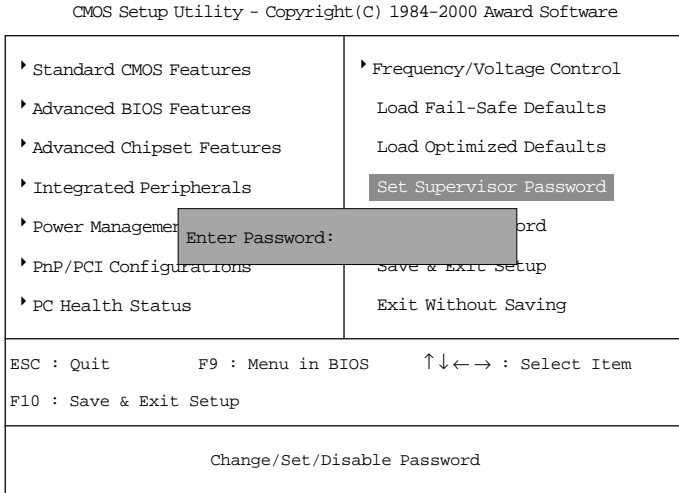 CMOS Setup Utility - Copyright(C) 1984-2000 Award Software
Standard CMOS Features
Advanced BIOS Features
Advanced Chipset Features
Integrated Peripherals
Power Managemen
PnP/PCI Configurations
PC Health Status
Frequency/Voltage Control
Load Fail-Safe Defaults
Load Optimized Defaults
Set Supervisor Password
ord
Save & Exit Setup
Exit Without Saving
Enter Password:
ESC : Quit F9 : Menu in BIOS ↑↓←→ : Select Item
F10 : Save & Exit Setup
Change/Set/Disable Password